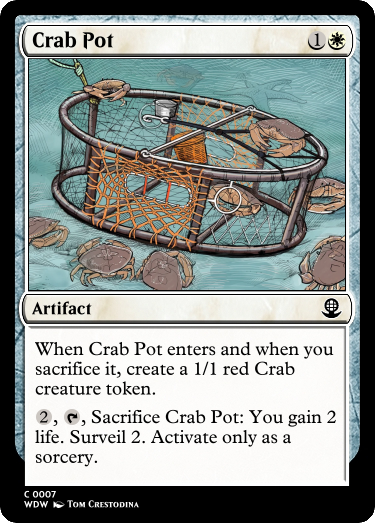 Crab Pot 1
Artifact
When Crab Pot enters and when you
sacrifice it, create a 1/1 red Crab
creature token.
2, , Sacrifice Crab Pot: You gain 2
life. Surveil 2. Activate only as a
sorcery.
C 0007
WDW Tom Crestodina